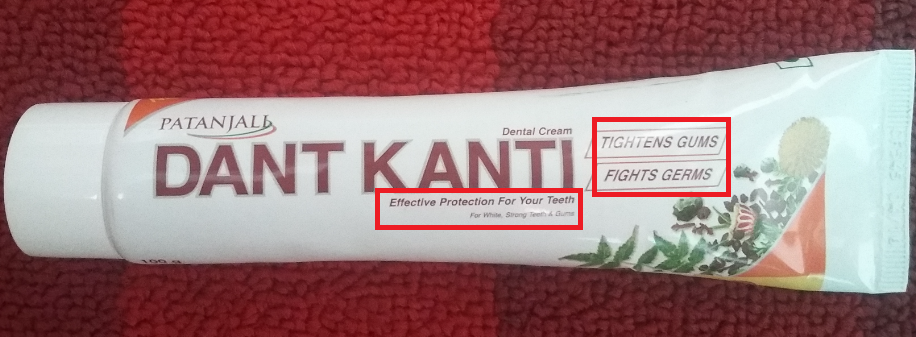 PATANJALI
Dental Cream
DANT KANTI
Effective Protection For Your Teeth
For White, Strong Teeth & Gums
TIGHTENS GUMS
FIGHTS GERMS
100 g